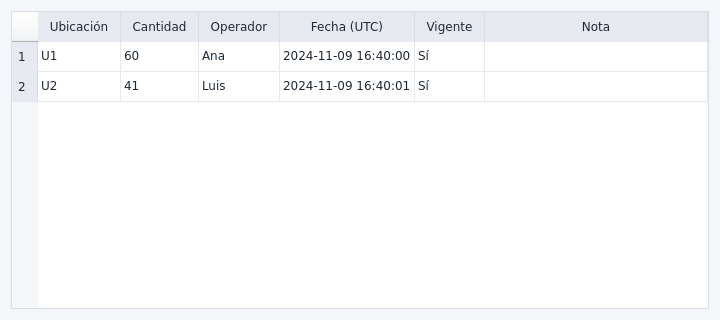 Ubicación Cantidad Operador Fecha (UTC) Vigente Nota
1 U1 60 Ana 2024-11-09 16:40:00 Sí
2 U2 41 Luis 2024-11-09 16:40:01 Sí